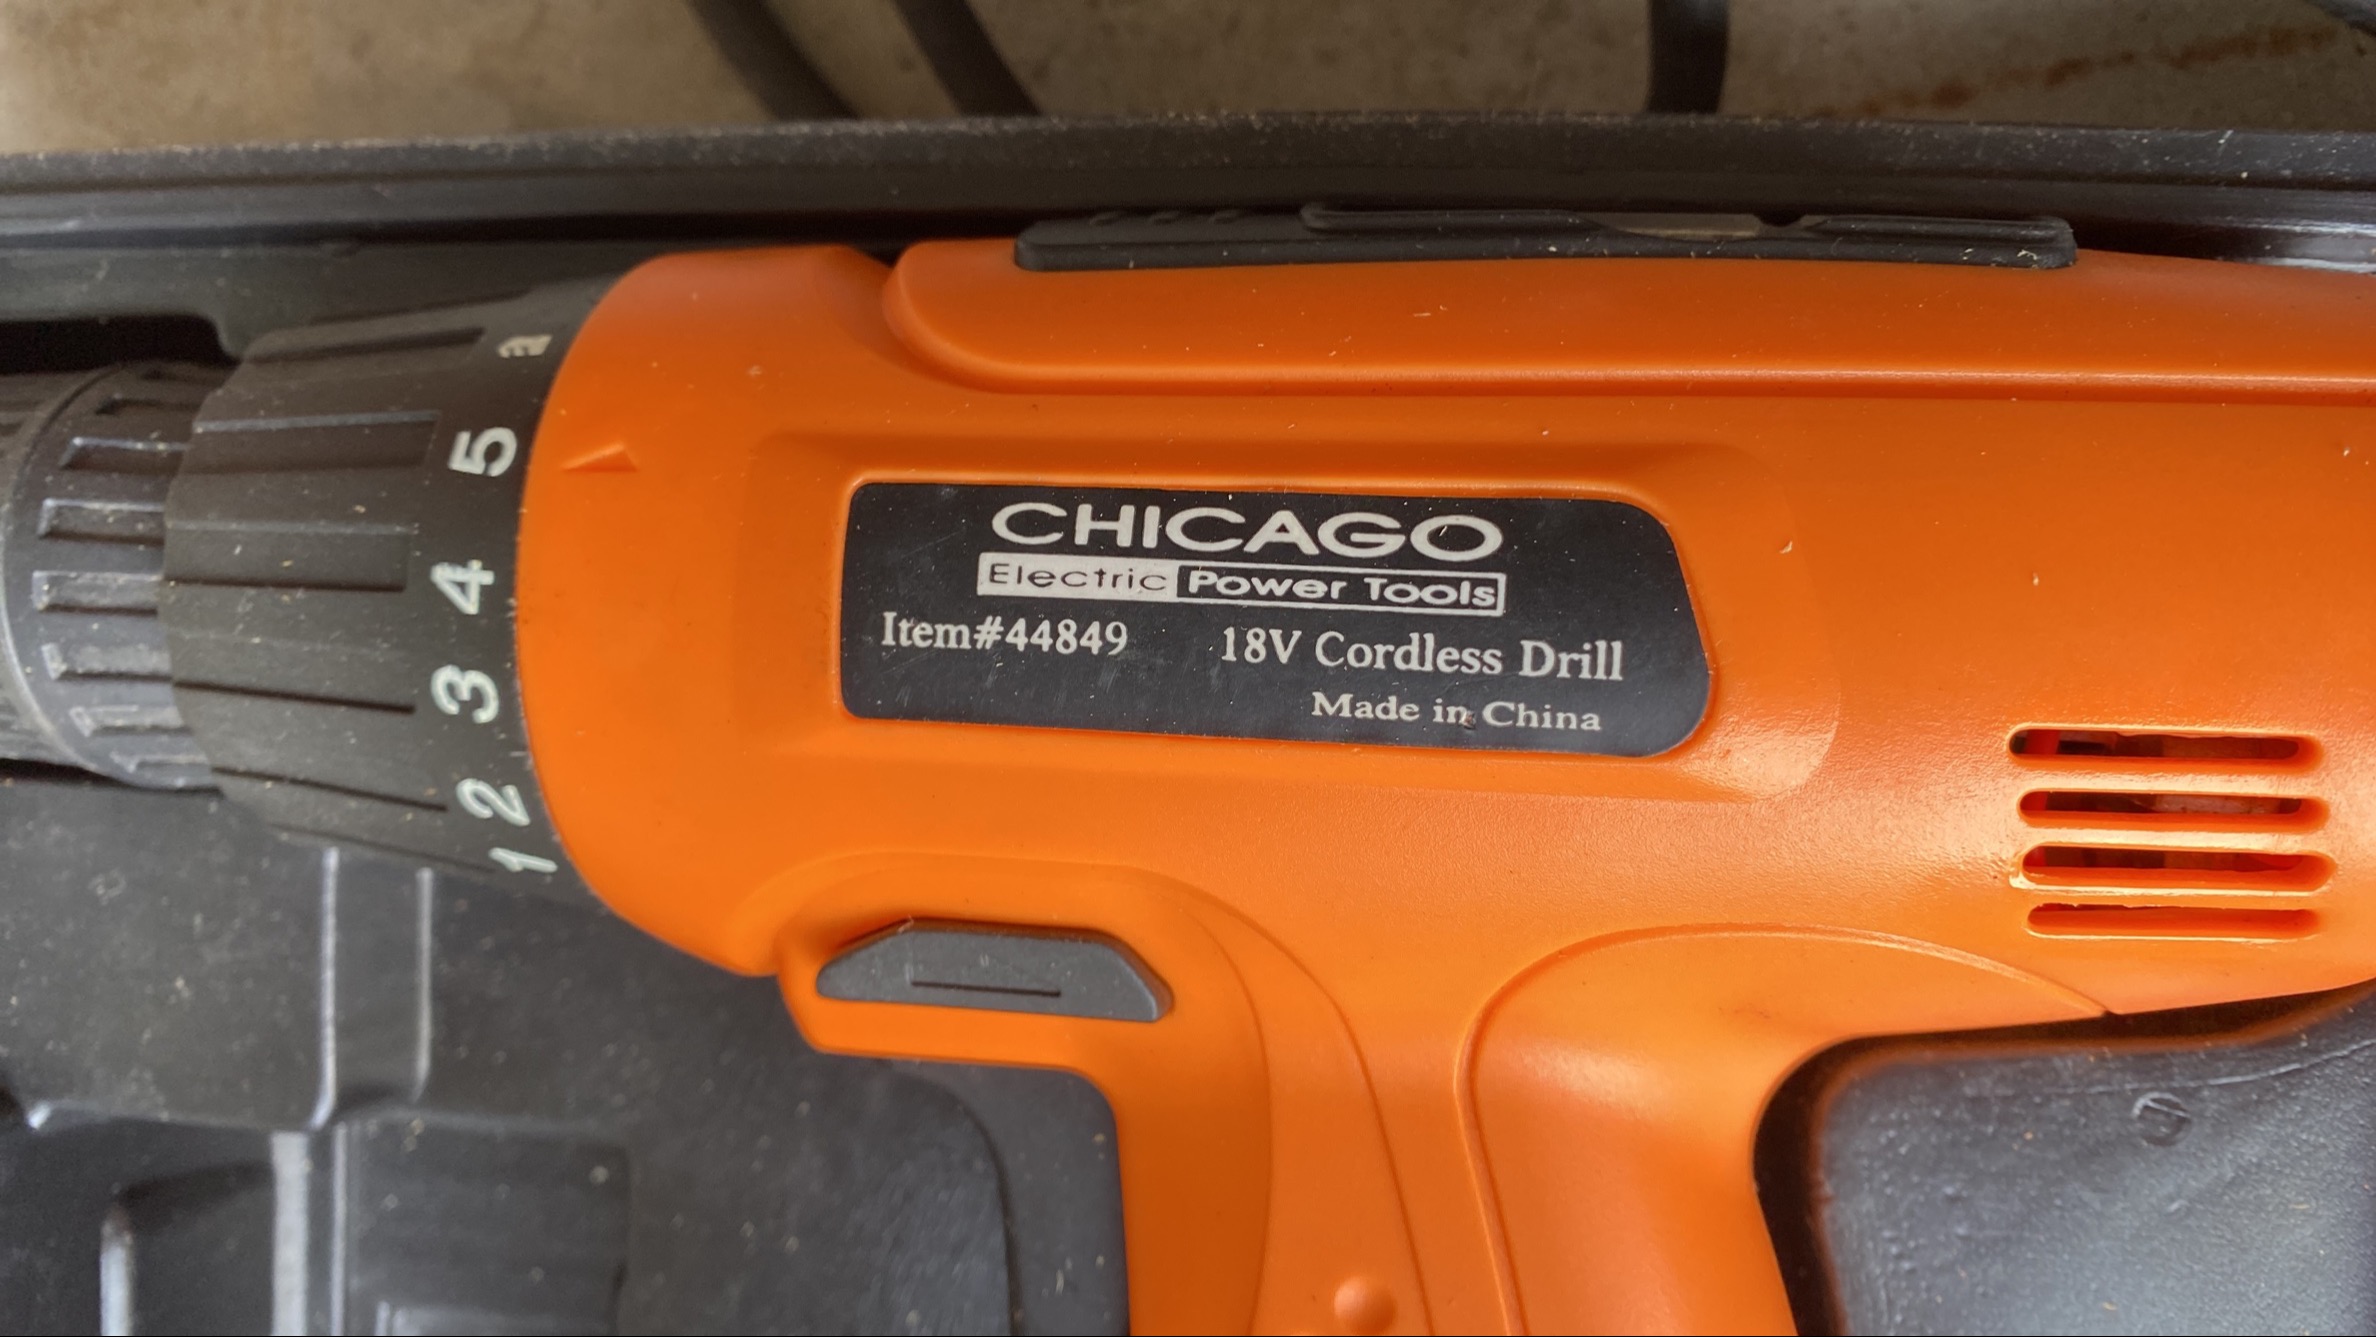 CHICAGO
Electric Power Tools
Item#44849 18V Cordless Drill
Made in China
5
4
3
2
1